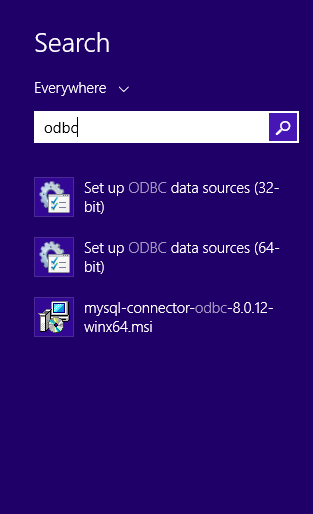 Search
Everywhere
odbc
Set up ODBC data sources (32-
bit)
Set up ODBC data sources (64-
bit)
mysql-connector-odbc-8.0.12-
winx64.msi